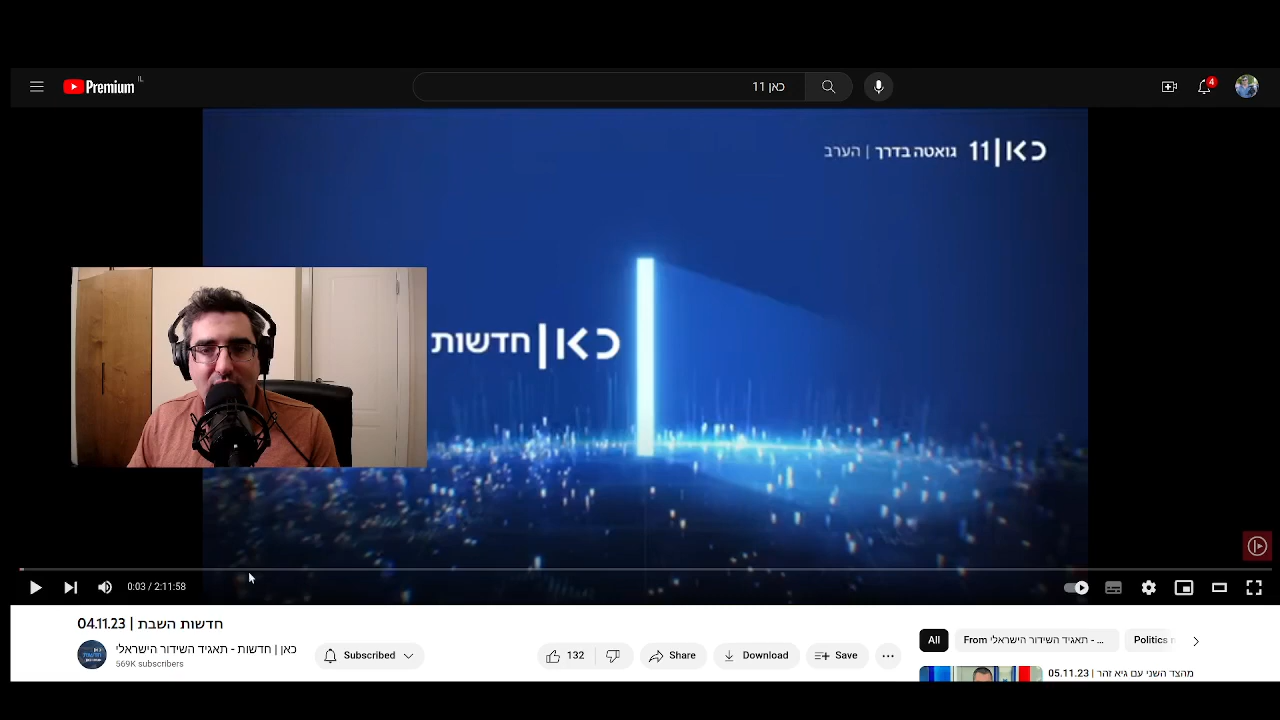 Premium IL
כאן 11
4
כאן|11 גואטה בדרך | הערב
כאן|חדשות
0:03 / 2:11:58
חדשות השבת | 04.11.23
כאן | חדשות - תאגיד השידור הישראלי
569K subscribers
Subscribed
132
Share
Download
Save
All
From כאן | חדשות - תאגיד השידור הישראלי - ...
Politics
מהצד השני עם גיא זהר | 05.11.23